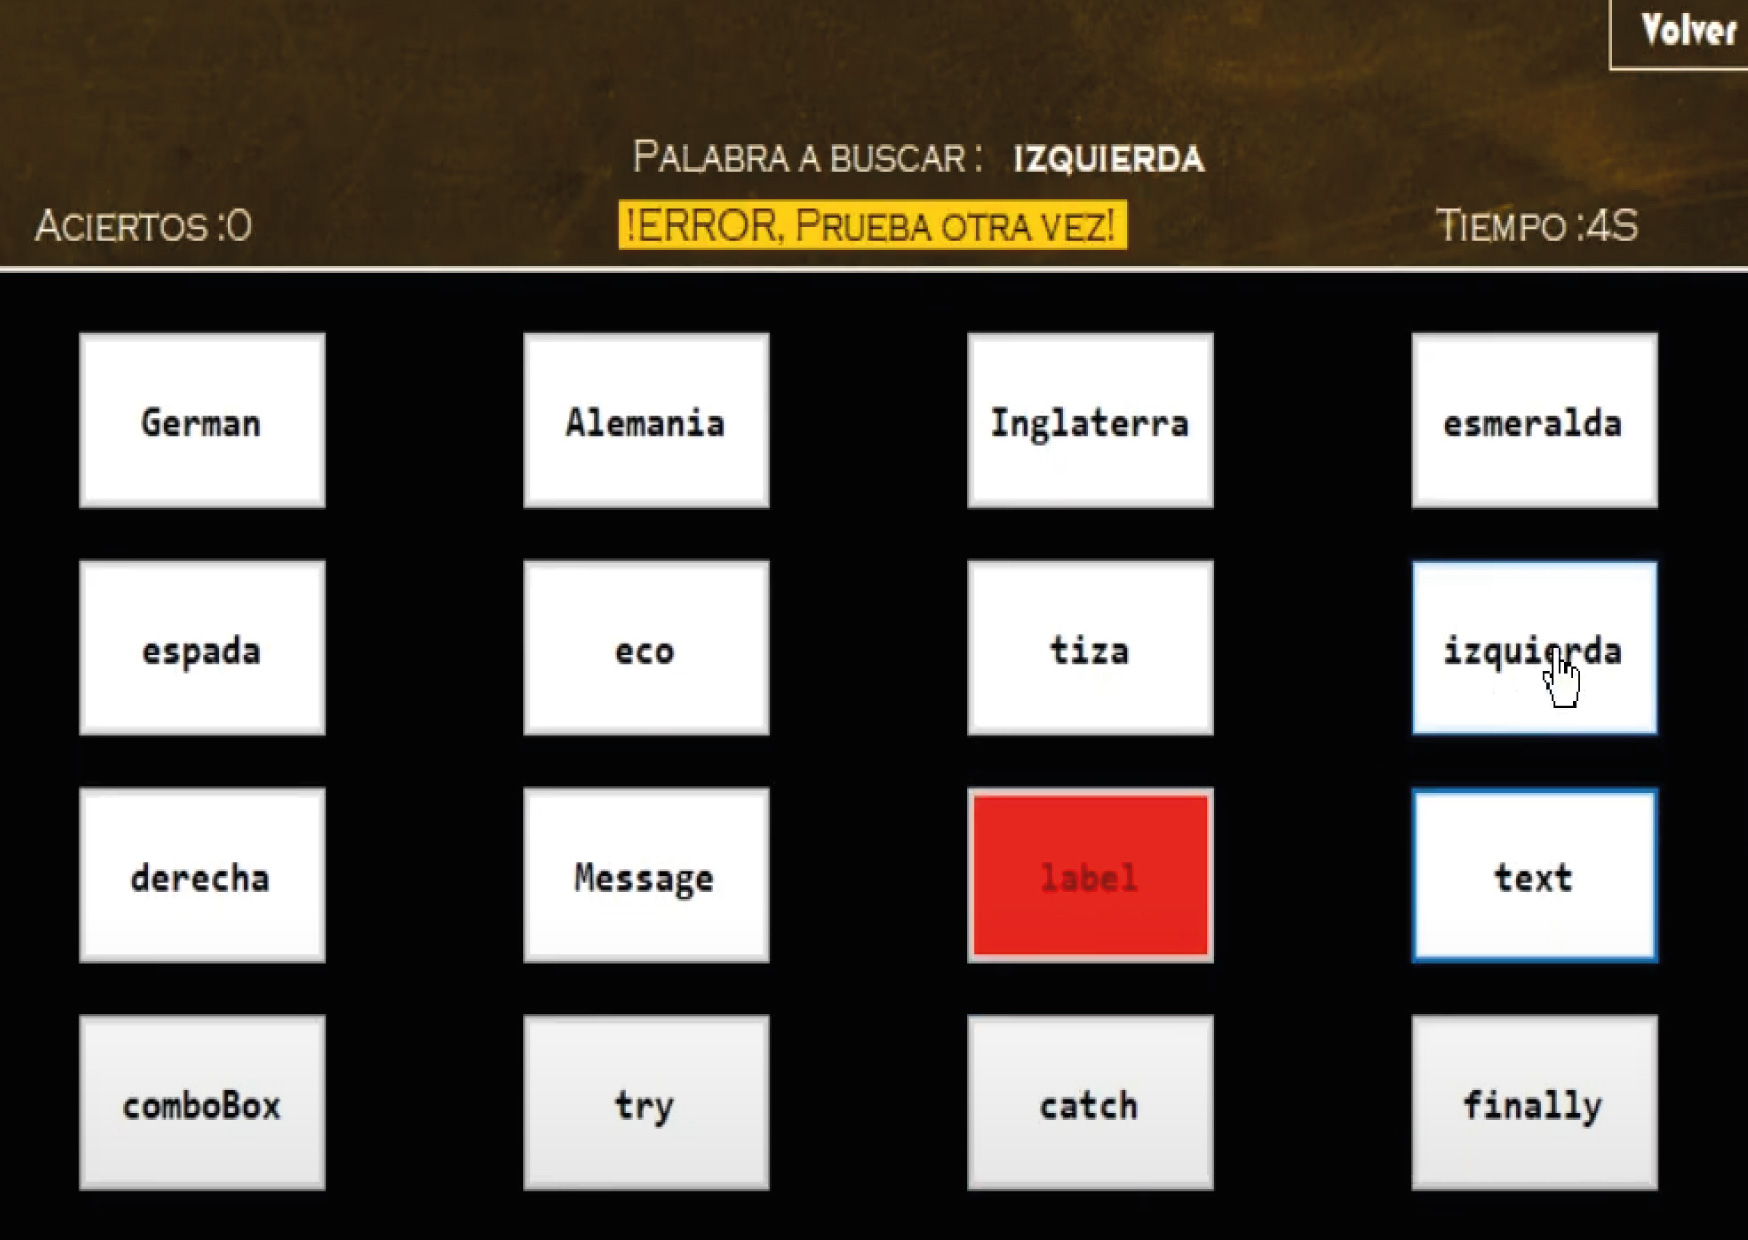 Volver
PALABRA A BUSCAR : IZQUIERDA
ACIERTOS :0 !ERROR, PRUEBA OTRA VEZ! TIEMPO :4S
German Alemania Inglaterra esmeralda
espada eco tiza izquierda
derecha Message label text
comboBox try catch finally